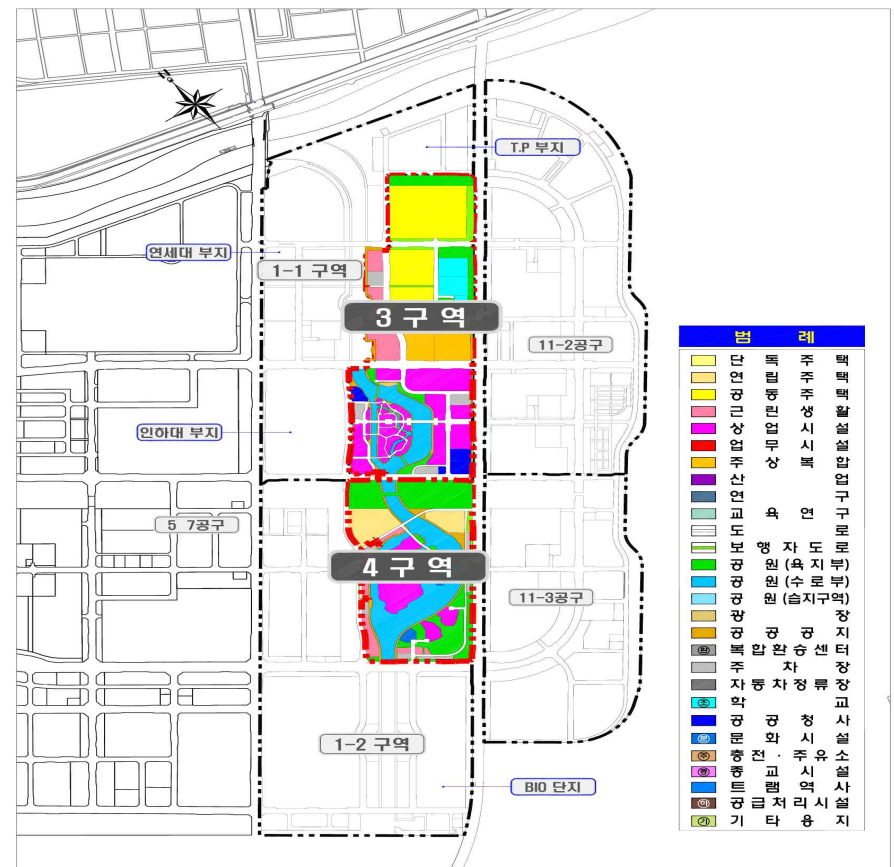 N
T.P 부지
연세대 부지
1-1 구역
3 구역
11-2공구
인하대 부지
5 7공구
4 구역
11-3공구
1-2 구역
BIO 단지
범 례
단 독 주 택
연 립 주 택
공 동 주 택
근 린 생 활
상 업 시 설
업 무 시 설
주 상 복 합
산 업
연 구
교 육 연 구
도 로
보 행 자 도 로
공 원 (육 지 부)
공 원 (수 로 부)
공 원 (습지구역)
광 장
공 공 공 지
복 합 환 승 센 터
주 차 장
자 동 차 정 류 장
초 학 교
공 공 청 사
문 문 화 시 설
주 충 전 · 주 유 소
종 종 교 시 설
트 램 역 사
공 급 처 리 시 설
기 기 타 용 지